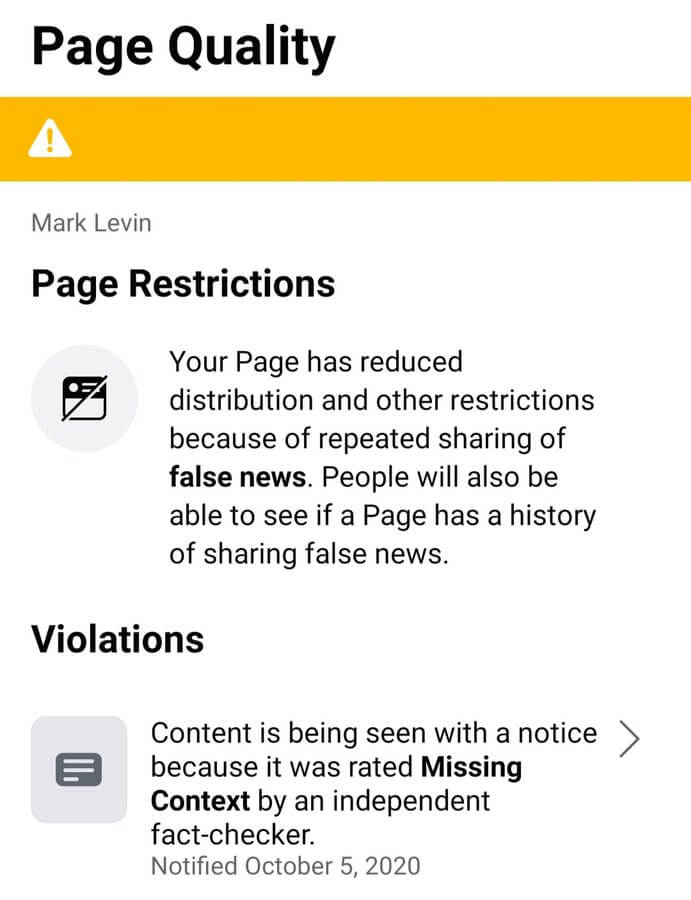 Page Quality
Mark Levin
Page Restrictions
Your Page has reduced
distribution and other restrictions
because of repeated sharing of
false news. People will also be
able to see if a Page has a history
of sharing false news.
Violations
Content is being seen with a notice
because it was rated Missing
Context by an independent
fact-checker.
Notified October 5, 2020